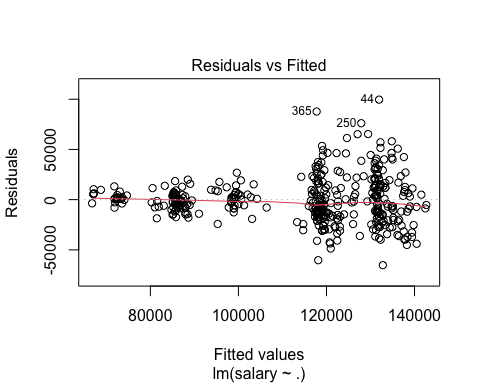 Residuals vs Fitted
44
365
250
Residuals
50000
0
-50000
80000 100000 120000 140000
Fitted values
lm(salary ~ .)